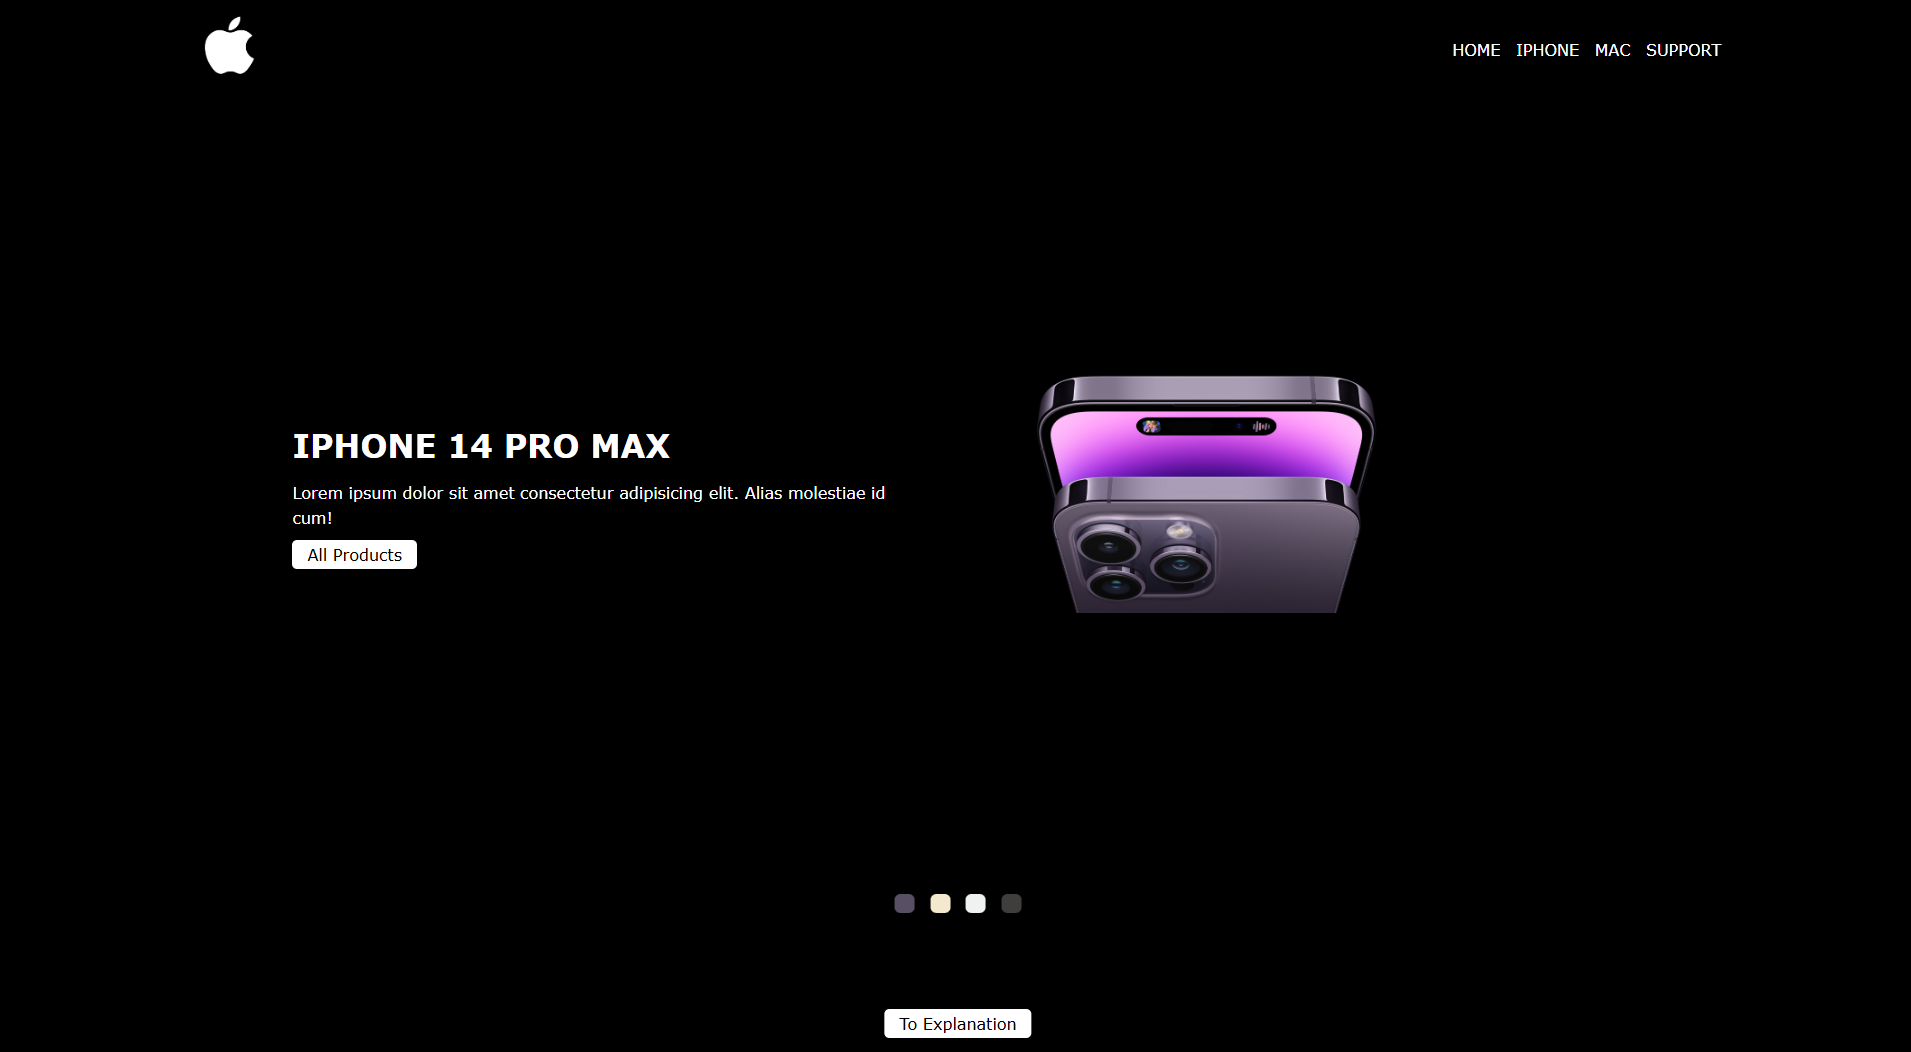 HOME IPHONE MAC SUPPORT
IPHONE 14 PRO MAX
Lorem ipsum dolor sit amet consectetur adipisicing elit. Alias molestiae id
cum!
All Products
To Explanation